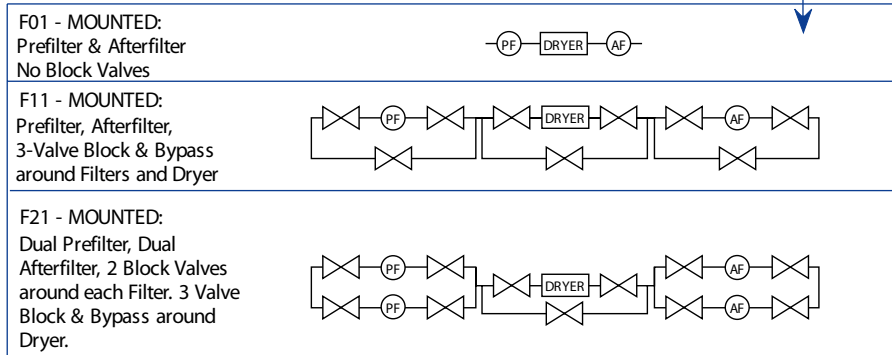 F01 - MOUNTED:
Prefilter & Afterfilter
No Block Valves
PF DRYER AF
F11 - MOUNTED:
Prefilter, Afterfilter,
3-Valve Block & Bypass
around Filters and Dryer
PF DRYER AF
F21 - MOUNTED:
Dual Prefilter, Dual
Afterfilter, 2 Block Valves
around each Filter. 3 Valve
Block & Bypass around
Dryer.
PF AF
DRYER
PF AF